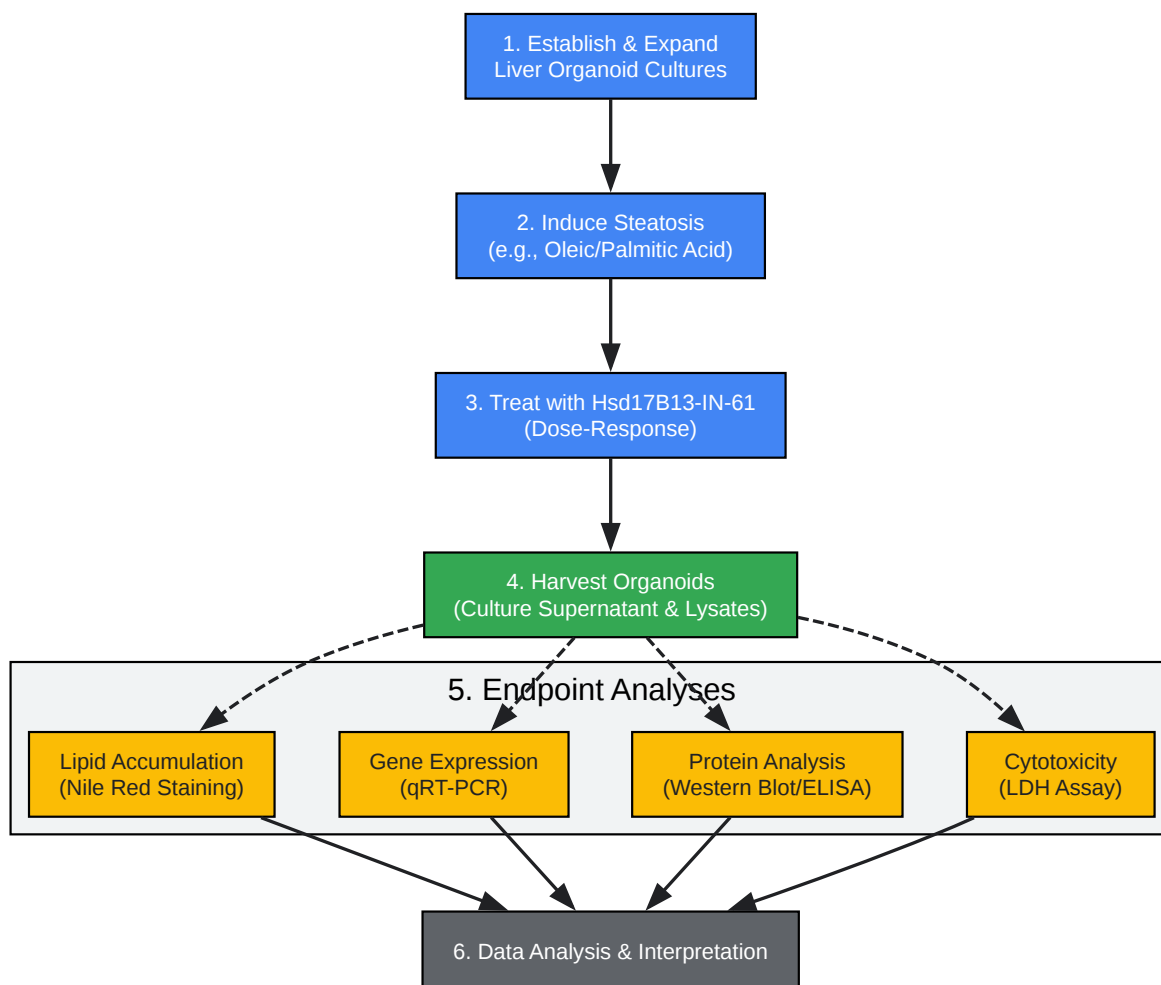 1. Establish & Expand
Liver Organoid Cultures
2. Induce Steatosis
(e.g., Oleic/Palmitic Acid)
3. Treat with Hsd17B13-IN-61
(Dose-Response)
4. Harvest Organoids
(Culture Supernatant & Lysates)
5. Endpoint Analyses
Lipid Accumulation
(Nile Red Staining)
Gene Expression
(qRT-PCR)
Protein Analysis
(Western Blot/ELISA)
Cytotoxicity
(LDH Assay)
6. Data Analysis & Interpretation